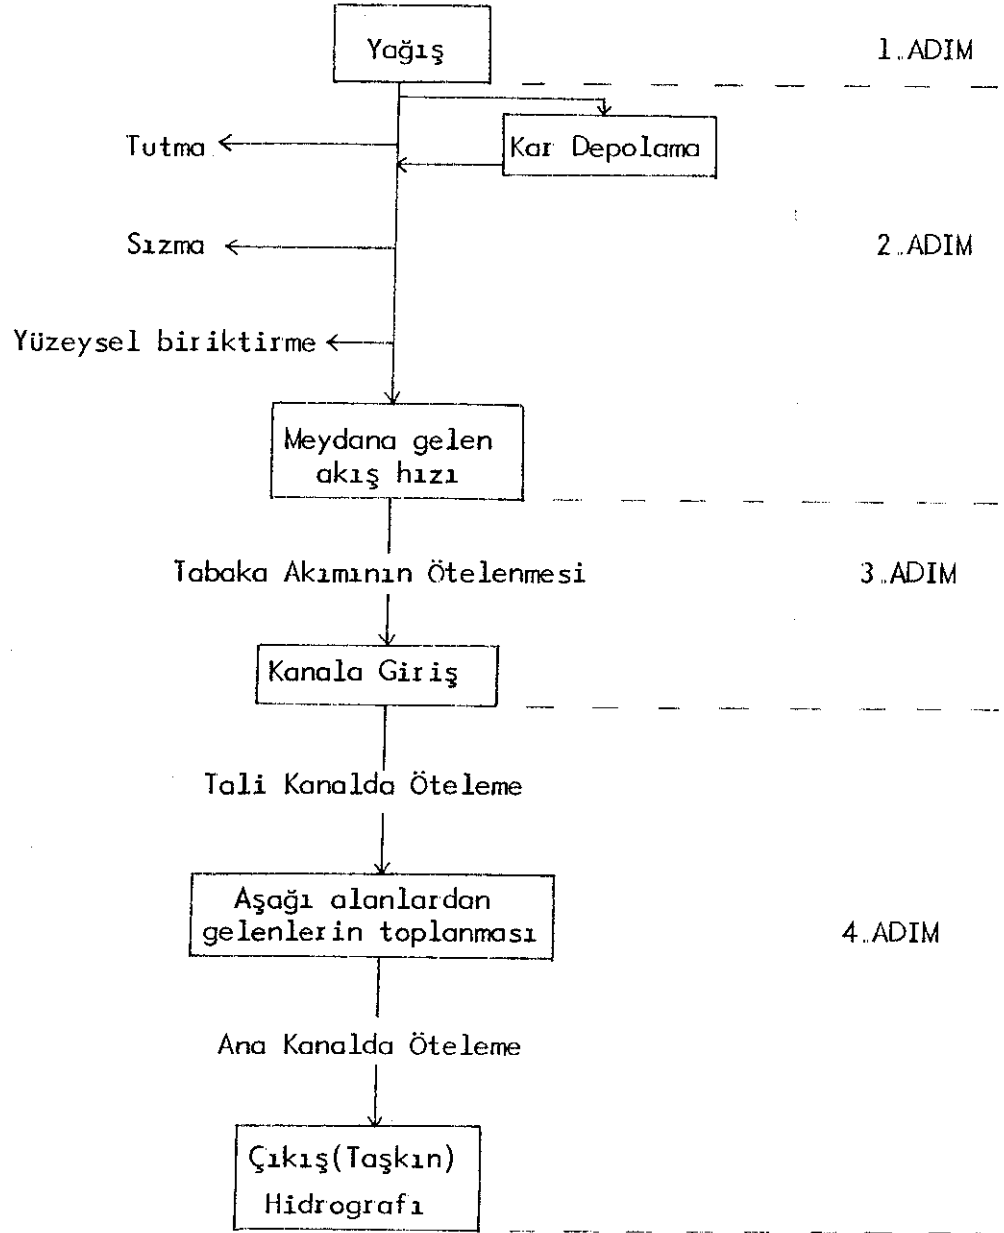 Yağış
1.ADIM
Tutma
Kar Depolama
Sızma
2.ADIM
Yüzeysel biriktirme
Meydana gelen
akış hızı
Tabaka Akımının Ötelenmesi
3.ADIM
Kanala Giriş
Tali Kanalda Öteleme
Aşağı alanlardan
gelenlerin toplanması
4.ADIM
Ana Kanalda Öteleme
Çıkış(Taşkın)
Hidrografı